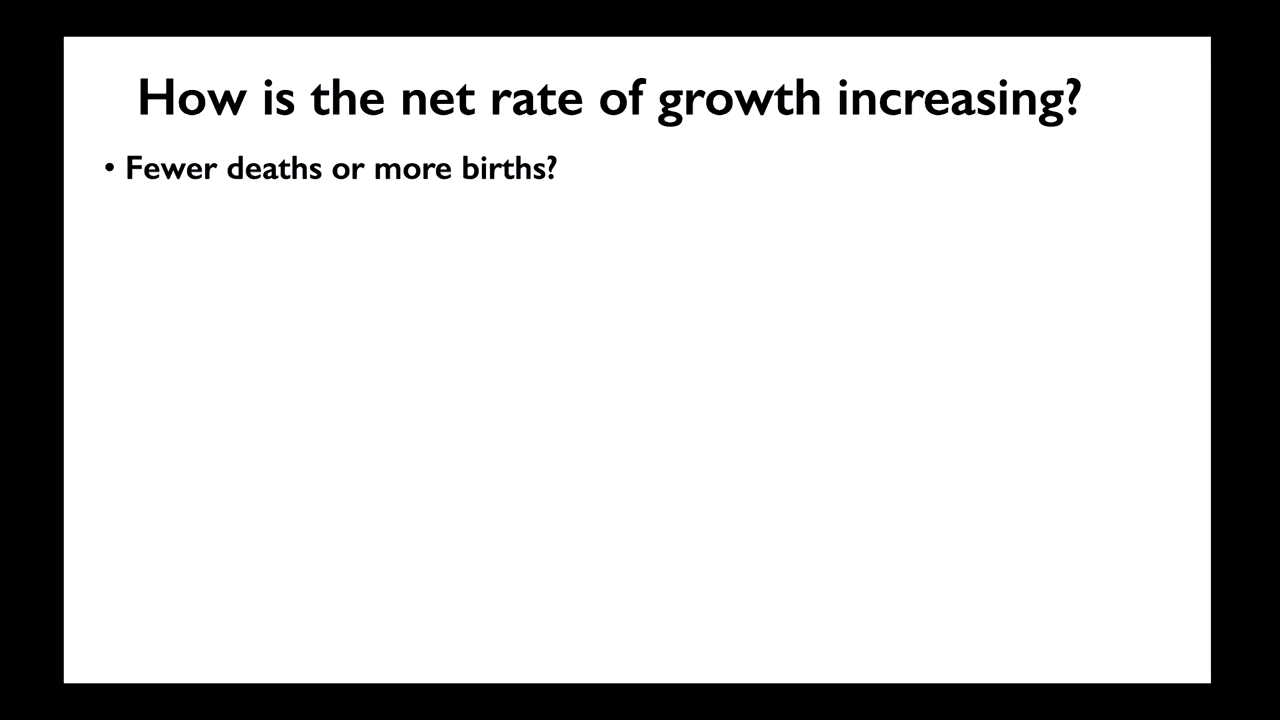 How is the net rate of growth increasing?
• Fewer deaths or more births?